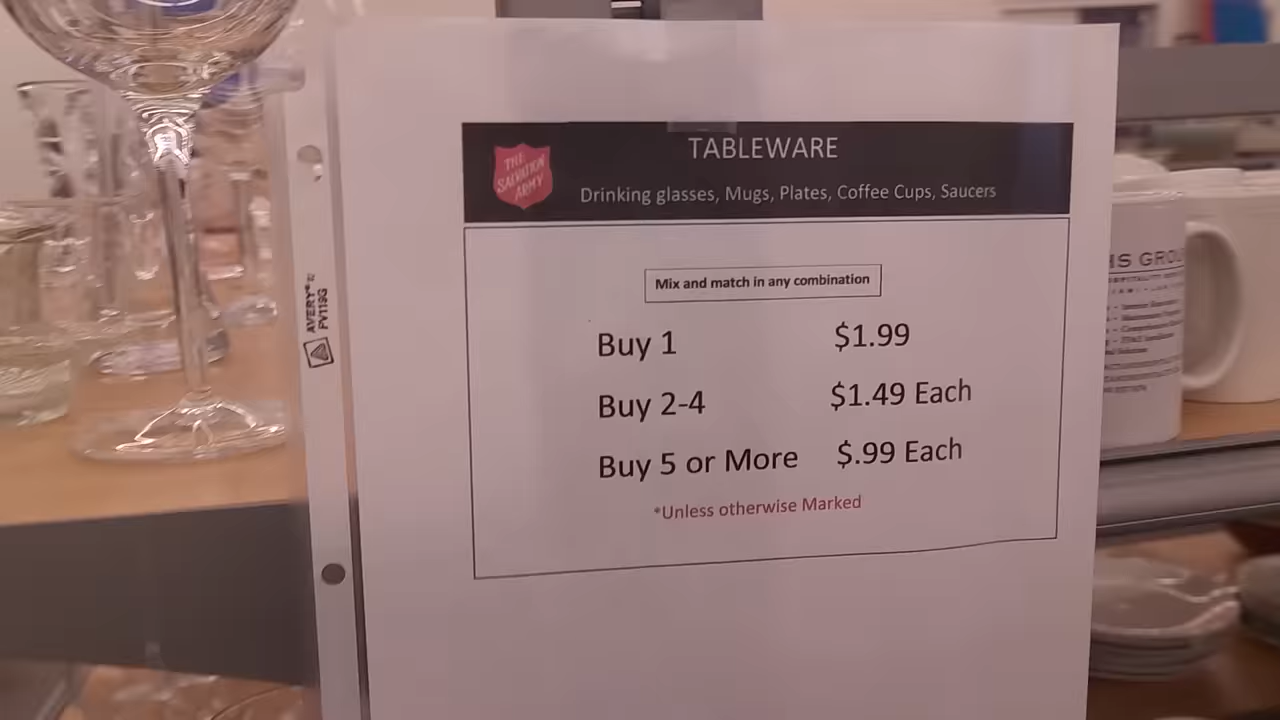 TABLEWARE
THE
SALVATION
ARMY
Drinking glasses, Mugs, Plates, Coffee Cups, Saucers
Mix and match in any combination
Buy 1 $1.99
Buy 2-4 $1.49 Each
Buy 5 or More $.99 Each
*Unless otherwise Marked
AVERY®
PV119G